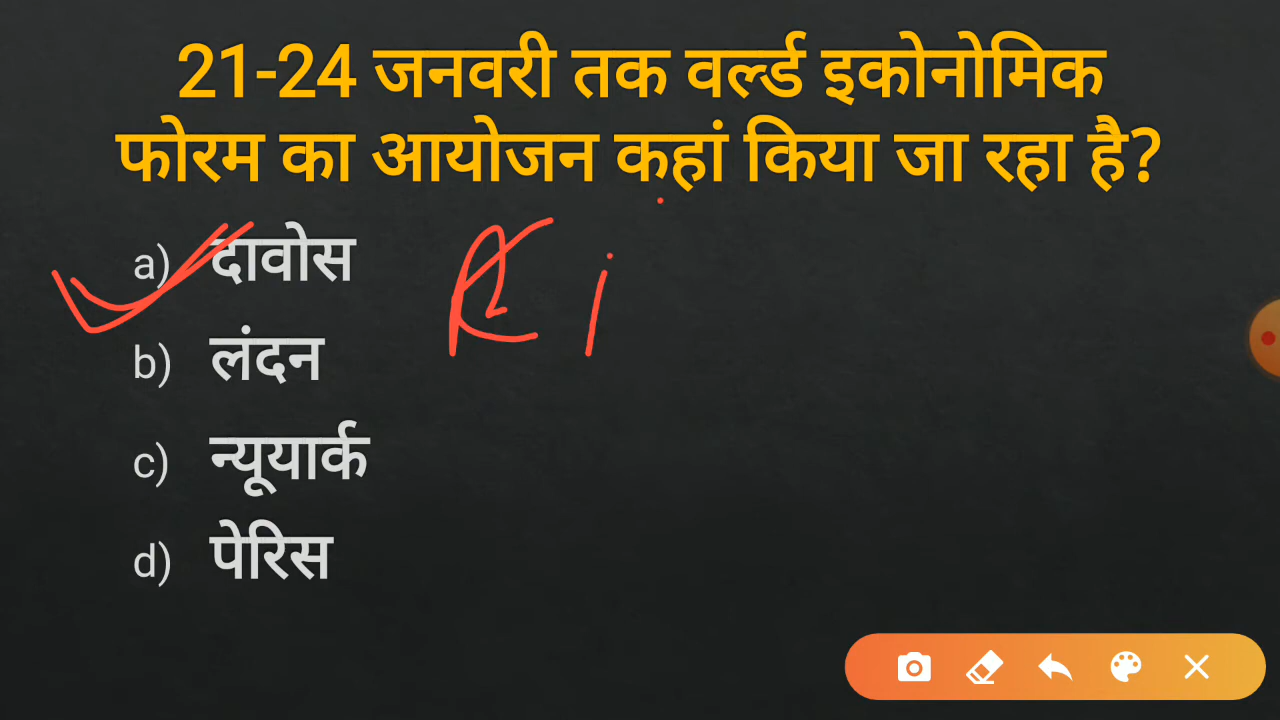 21-24 जनवरी तक वर्ल्ड इकोनोमिक
फोरम का आयोजन कहां किया जा रहा है?
a) दावोस
b) लंदन
c) न्यूयार्क
d) पेरिस